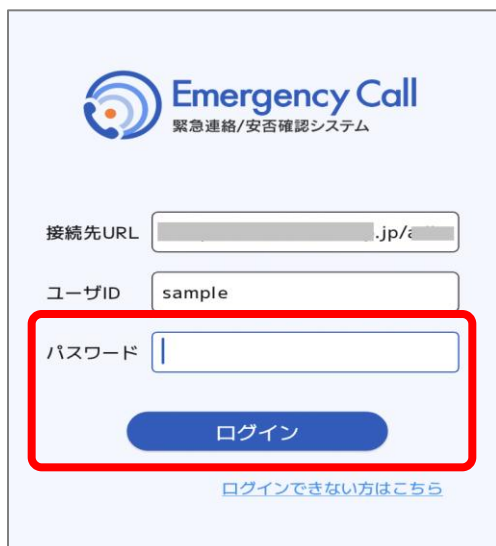 Emergency Call
緊急連絡/安否確認システム
接続先URL .jp/
ユーザID sample
パスワード
ログイン
ログインできない方はこちら